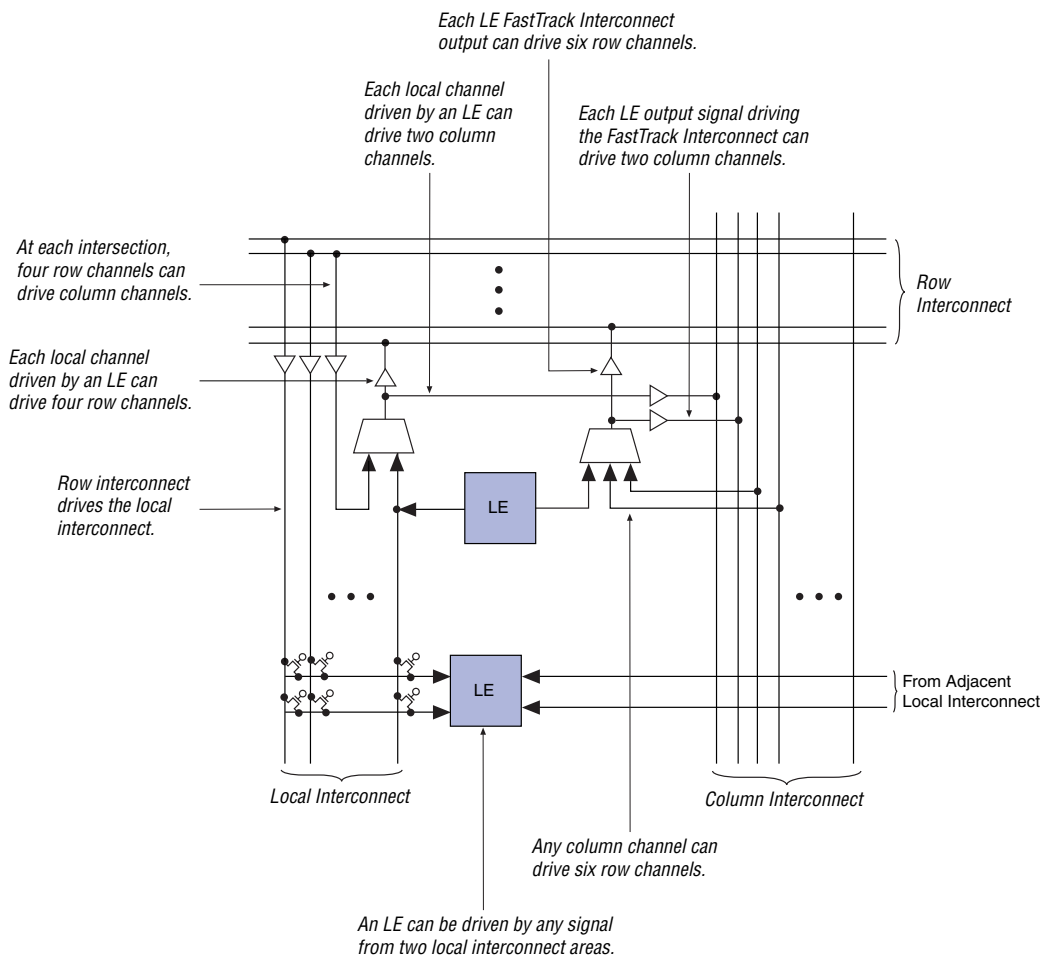 Each LE FastTrack Interconnect
output can drive six row channels.
Each local channel
driven by an LE can
drive two column
channels.
Each LE output signal driving
the FastTrack Interconnect can
drive two column channels.
At each intersection,
four row channels can
drive column channels.
Row
Interconnect
Each local channel
driven by an LE can
drive four row channels.
Row interconnect
drives the local
interconnect.
LE
LE
From Adjacent
Local Interconnect
Local Interconnect
Column Interconnect
Any column channel can
drive six row channels.
An LE can be driven by any signal
from two local interconnect areas.